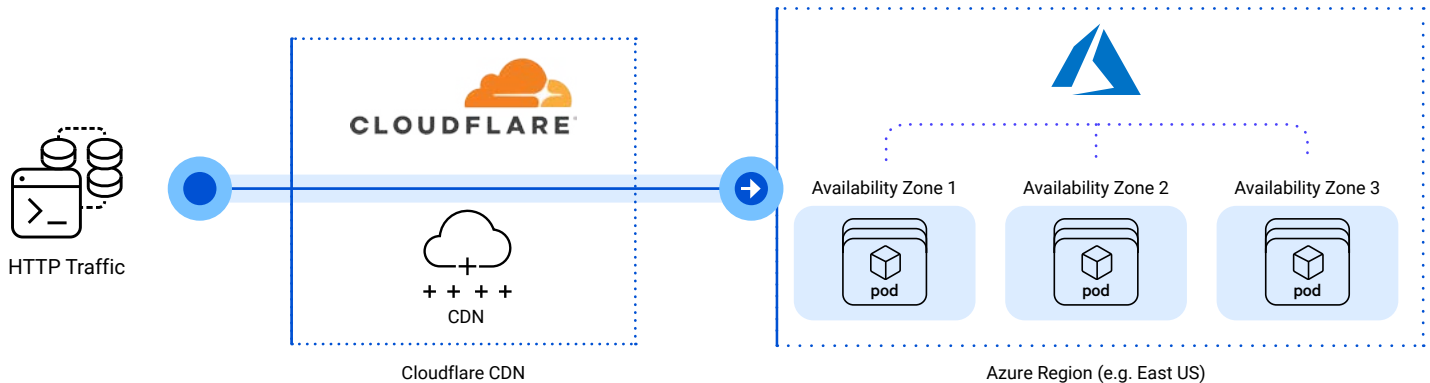 CLOUDFLARE
HTTP Traffic
CDN
Cloudflare CDN
Availability Zone 1
Availability Zone 2
Availability Zone 3
pod
pod
pod
Azure Region (e.g. East US)